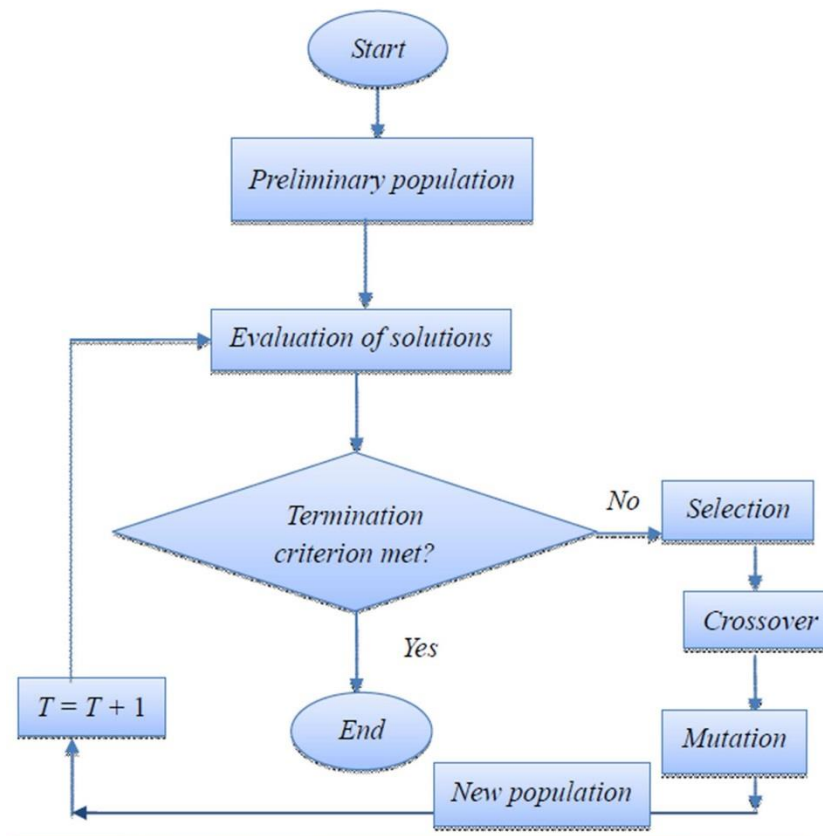 Start
Preliminary population
Evaluation of solutions
Termination
criterion met?
No
Selection
Crossover
Yes
T = T + 1
End
Mutation
New population